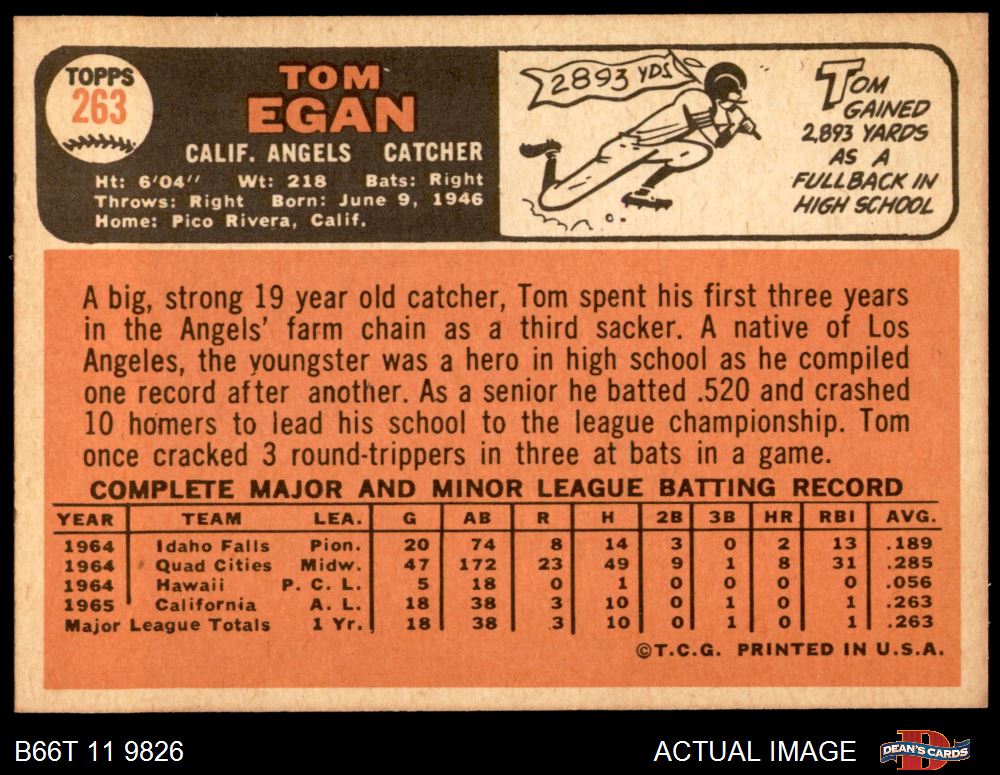 TOPPS
263
TOM
EGAN
CALIF. ANGELS CATCHER
Ht: 6'04" Wt: 218 Bats: Right
Throws: Right Born: June 9, 1946
Home: Pico Rivera, Calif.
2893 YDS
TOM
GAINED
2,893 YARDS
AS A
FULLBACK IN
HIGH SCHOOL
A big, strong 19 year old catcher, Tom spent his first three years
in the Angels' farm chain as a third sacker. A native of Los
Angeles, the youngster was a hero in high school as he compiled
one record after another. As a senior he batted .520 and crashed
10 homers to lead his school to the league championship. Tom
once cracked 3 round-trippers in three at bats in a game.
COMPLETE MAJOR AND MINOR LEAGUE BATTING RECORD
YEAR TEAM LEA. G AB R H 2B 3B HR RBI AVG.
1964 Idaho Falls Pion. 20 74 8 14 3 0 2 13 .189
1964 Quad Cities Midw. 47 172 23 49 9 1 8 31 .285
1964 Hawaii P. C. L. 5 18 0 1 0 0 0 0 .056
1965 California A. L. 18 38 3 10 0 1 0 1 .263
Major League Totals 1 Yr. 18 38 3 10 0 1 0 1 .263
©T.C.G. PRINTED IN U.S.A.
B66T 11 9826
ACTUAL IMAGE
DEAN'S CARDS